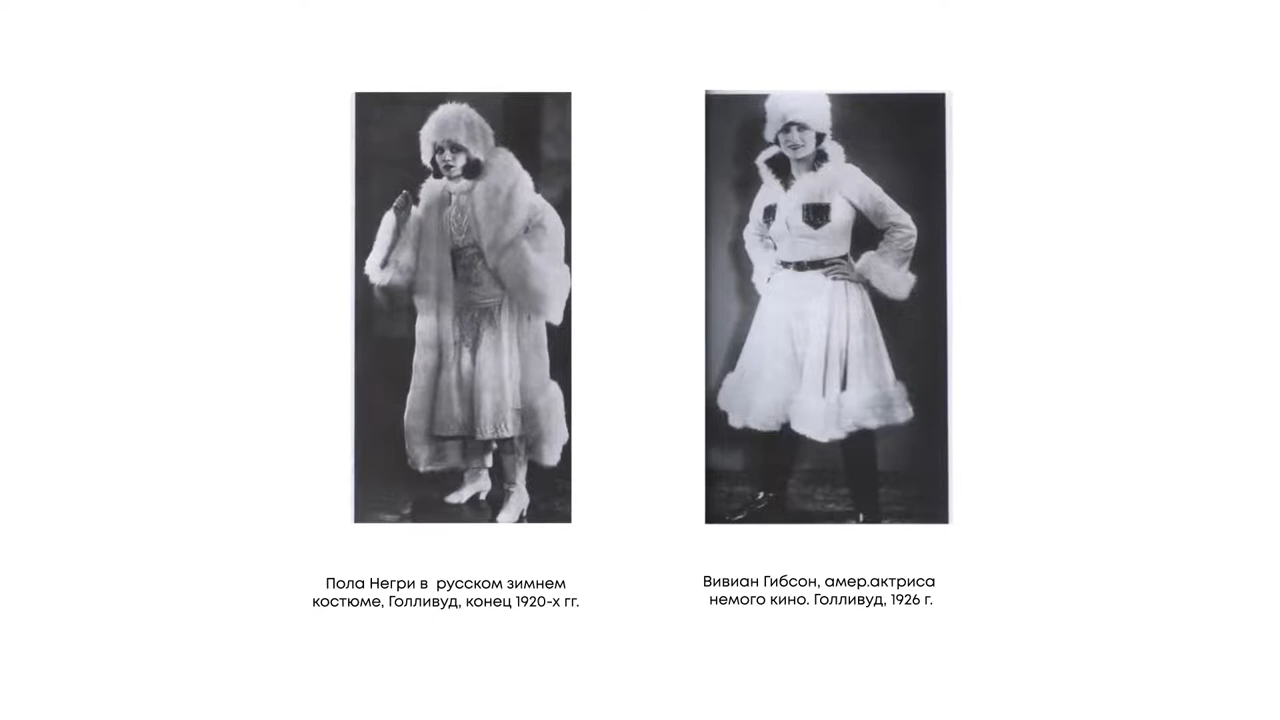 Пола Негри в  русском зимнем
костюме, Голливуд, конец 1920-х гг.
Вивиан Гибсон, амер.актриса
немого кино. Голливуд, 1926 г.